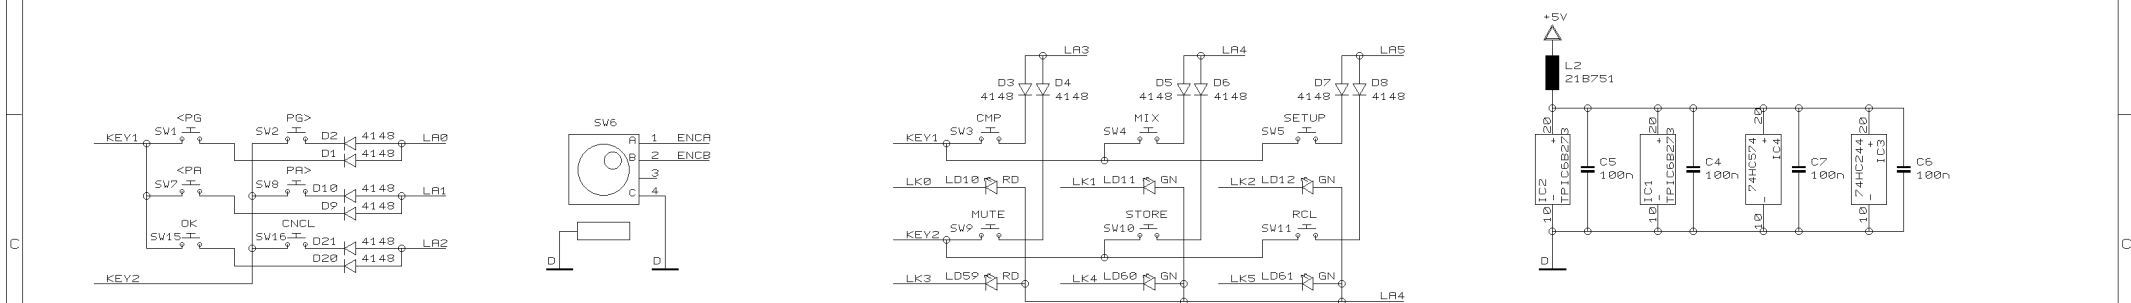 +5V
LA3 LA4 LA5
L2
21B751
D3 D4 D5 D6 D7 D8
4148 4148 4148 4148 4148 4148
<PG PG> SW6 CMP MIX SETUP
SW1 SW2 D2 4148 LA0
KEY1 D1 4148
A 1 ENCA
B 2 ENCB
3
C 4
KEY1 SW3 SW4 SW5
<PA PA>
SW7 SW8 D10 4148 LA1
D9 4148
LK0 LD10 RD LK1 LD11 GN LK2 LD12 GN
OK CNCL
SW15 SW16 D21 4148 LA2
D20 4148
KEY2
MUTE STORE RCL
KEY2 SW9 SW10 SW11
D D
LK3 LD59 RD LK4 LD60 GN LK5 LD61 GN
LA4
20 20 20 20
+ + + +
IC2 TPIC6B273 IC1 TPIC6B273 74HC574 IC4 74HC244 IC3
- - - -
10 10 10 10
C5 C4 C7 C6
100n 100n 100n 100n
D
C C